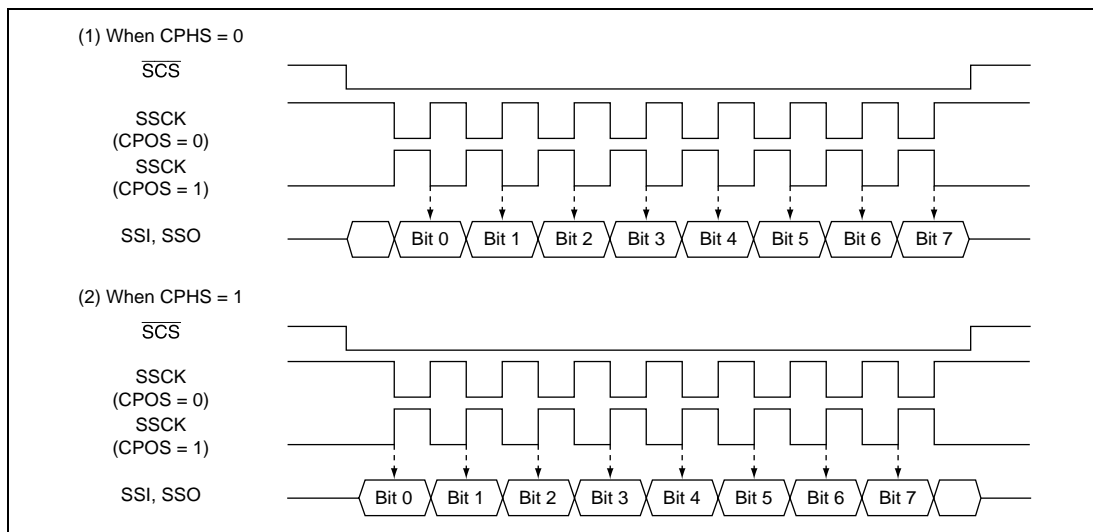 (1) When CPHS = 0
SCS
SSCK
(CPOS = 0)
SSCK
(CPOS = 1)
SSI, SSO
Bit 0 Bit 1 Bit 2 Bit 3 Bit 4 Bit 5 Bit 6 Bit 7
(2) When CPHS = 1
SCS
SSCK
(CPOS = 0)
SSCK
(CPOS = 1)
SSI, SSO
Bit 0 Bit 1 Bit 2 Bit 3 Bit 4 Bit 5 Bit 6 Bit 7